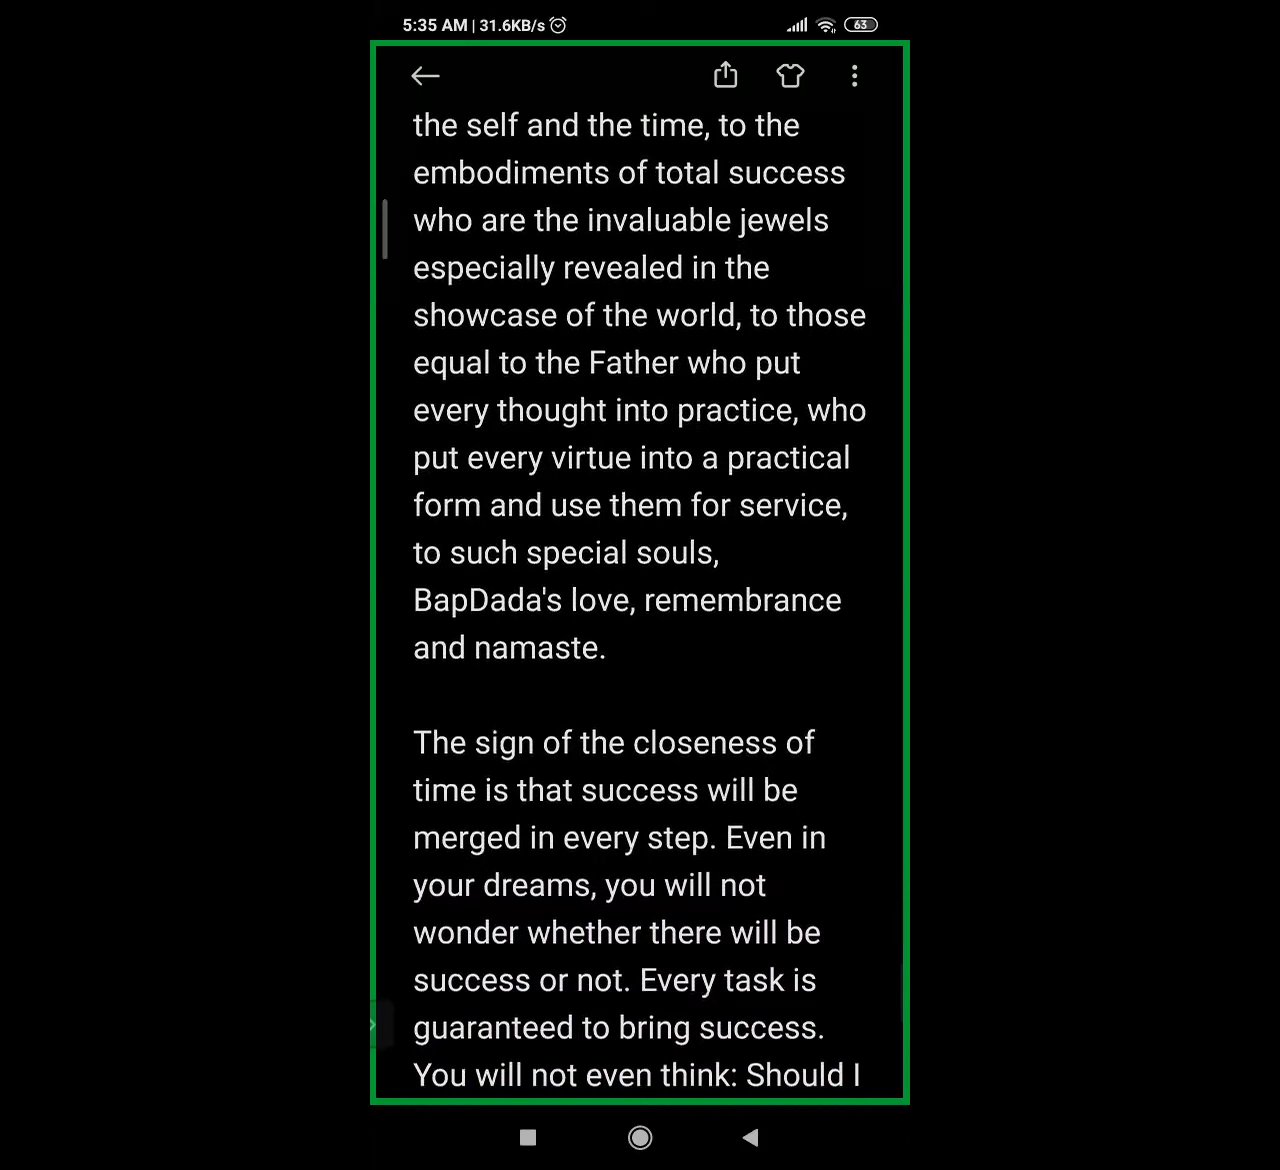 5:35 AM | 31.6KB/s
63
the self and the time, to the
embodiments of total success
who are the invaluable jewels
especially revealed in the
showcase of the world, to those
equal to the Father who put
every thought into practice, who
put every virtue into a practical
form and use them for service,
to such special souls,
BapDada's love, remembrance
and namaste.
The sign of the closeness of
time is that success will be
merged in every step. Even in
your dreams, you will not
wonder whether there will be
success or not. Every task is
guaranteed to bring success.
You will not even think: Should I